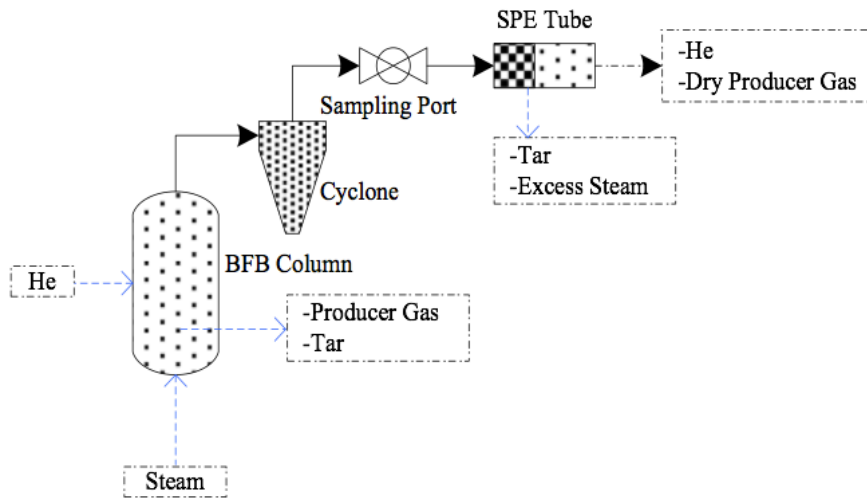 SPE Tube
-He
-Dry Producer Gas
Sampling Port
-Tar
-Excess Steam
Cyclone
BFB Column
He
-Producer Gas
-Tar
Steam